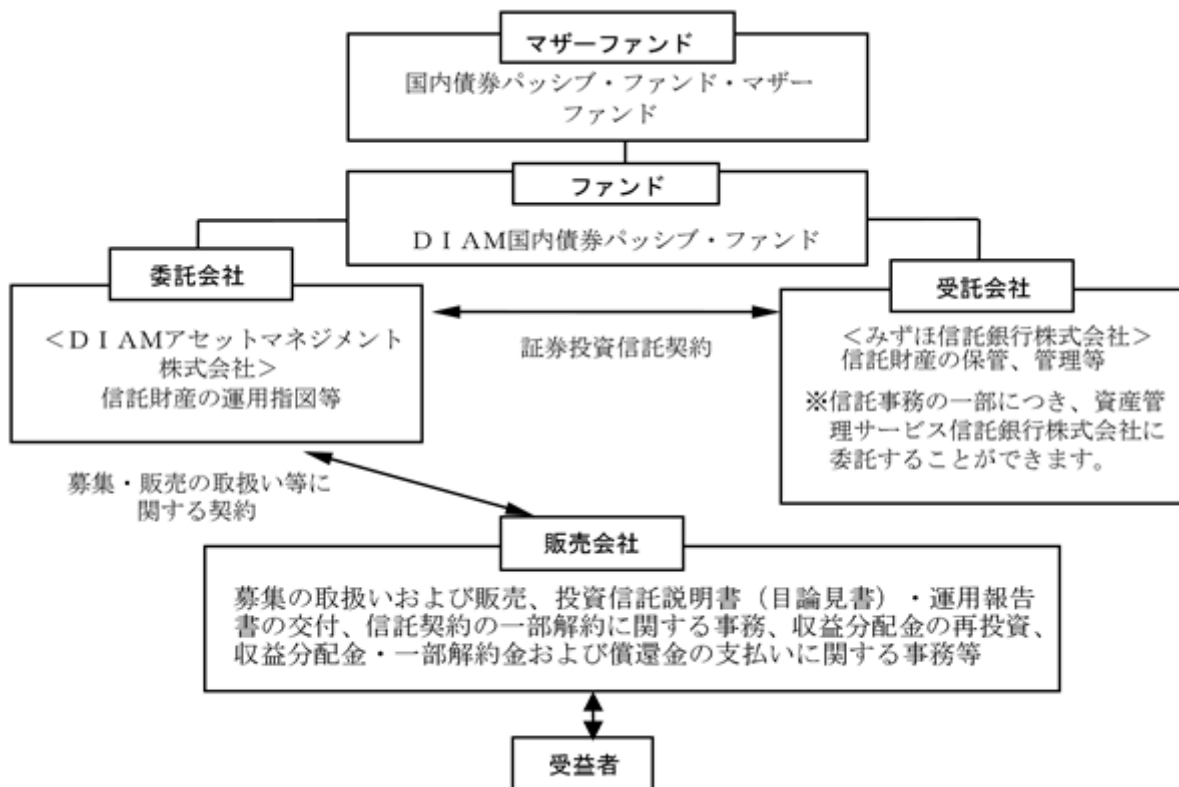 マザーファンド
国内債券パッシブ・ファンド・マザー
ファンド
ファンド
ＤＩＡＭ国内債券パッシブ・ファンド
委託会社
＜ＤＩＡＭアセットマネジメント
株式会社＞
信託財産の運用指図等
証券投資信託契約
受託会社
＜みずほ信託銀行株式会社＞
信託財産の保管、管理等
※信託事務の一部につき、資産管
理サービス信託銀行株式会社に
委託することができます。
募集・販売の取扱い等に
関する契約
販売会社
募集の取扱いおよび販売、投資信託説明書（目論見書）・運用報告
書の交付、信託契約の一部解約に関する事務、収益分配金の再投資、
収益分配金・一部解約金および償還金の支払いに関する事務等
受益者